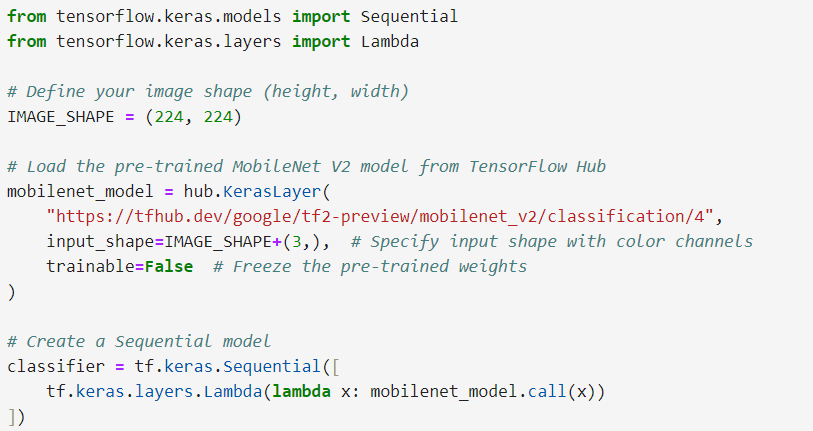 from tensorflow.keras.models import Sequential
from tensorflow.keras.layers import Lambda
# Define your image shape (height, width)
IMAGE_SHAPE = (224, 224)
# Load the pre-trained MobileNet V2 model from TensorFlow Hub
mobilenet_model = hub.KerasLayer(
    "https://tfhub.dev/google/tf2-preview/mobilenet_v2/classification/4",
    input_shape=IMAGE_SHAPE+(3,),  # Specify input shape with color channels
    trainable=False  # Freeze the pre-trained weights
)
# Create a Sequential model
classifier = tf.keras.Sequential([
    tf.keras.layers.Lambda(lambda x: mobilenet_model.call(x))
])